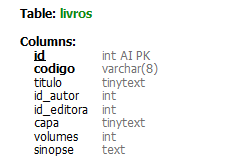 Table: livros
Columns:
id int AI PK
codigo varchar(8)
titulo tinytext
id_autor int
id_editora int
capa tinytext
volumes int
sinopse text